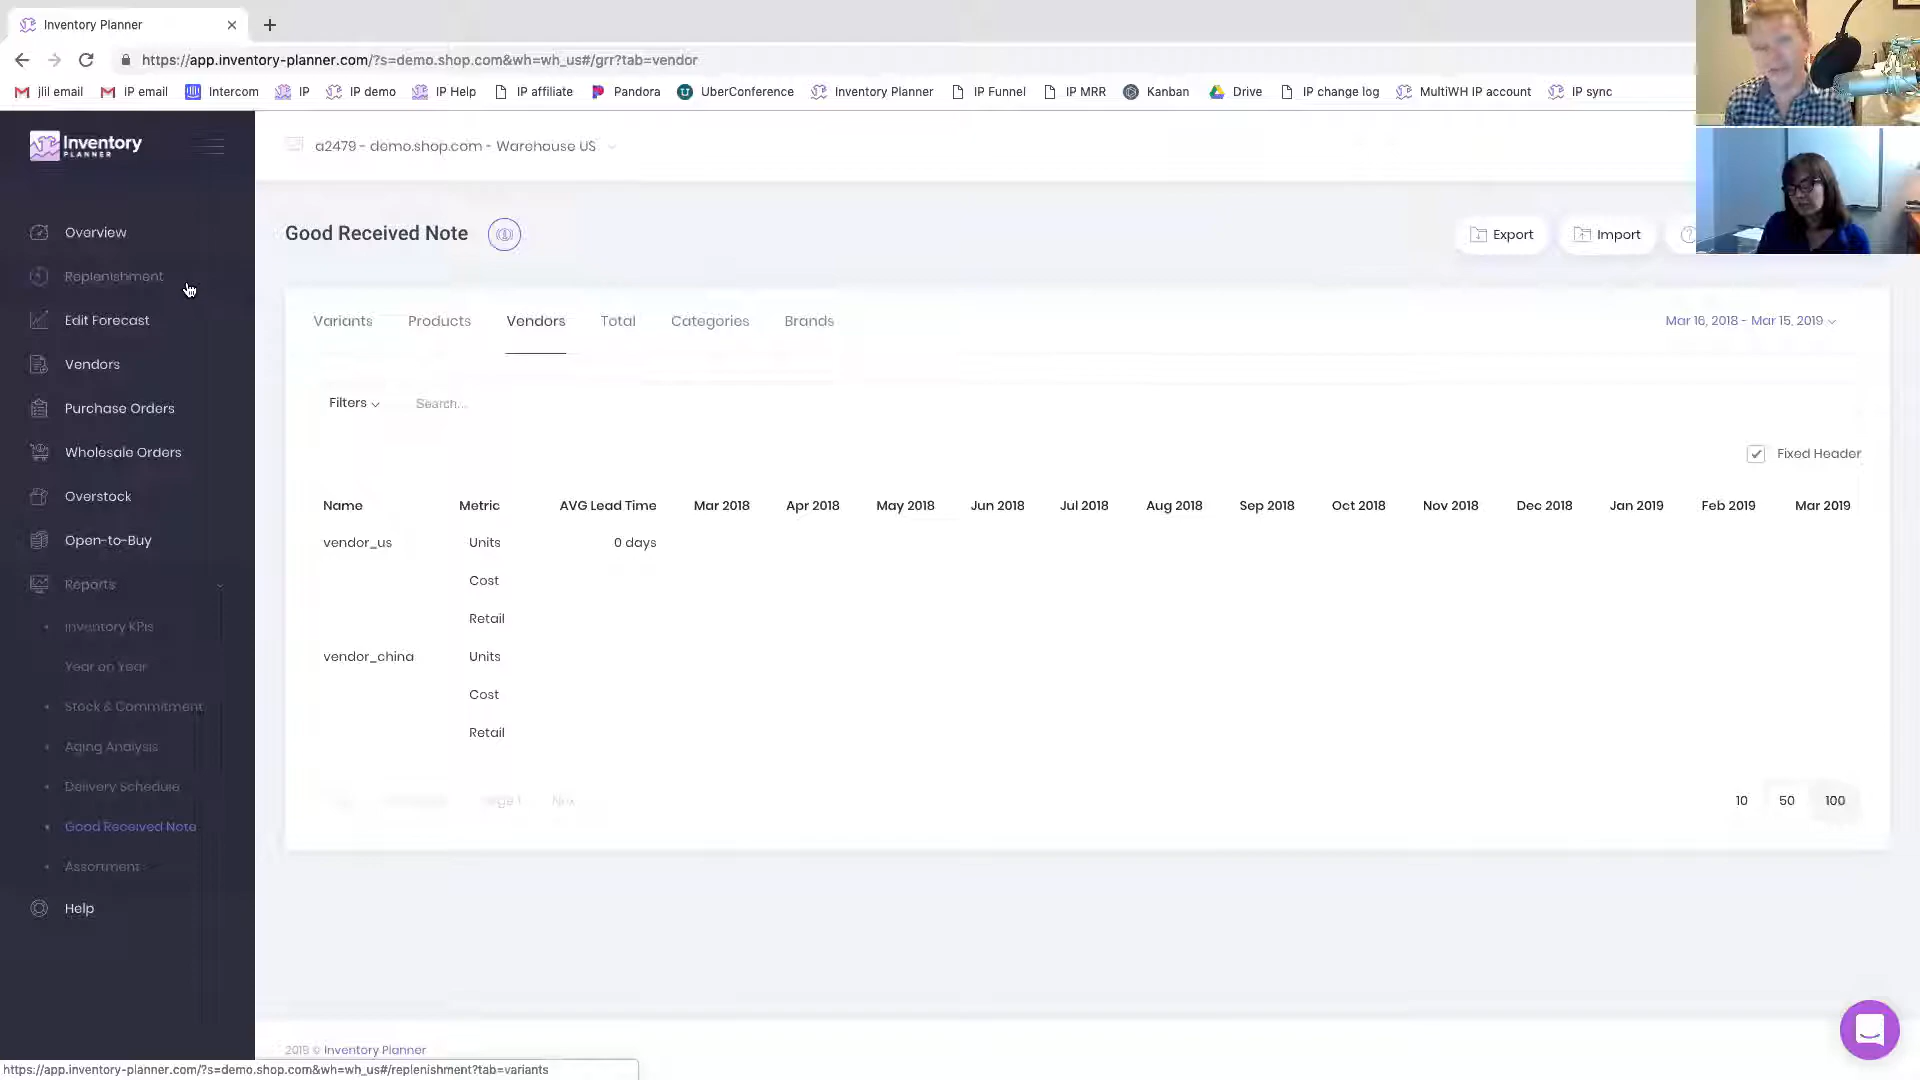 Inventory Planner
https://app.inventory-planner.com/?s=demo.shop.com&wh=wh_us#/grr?tab=vendor
jlil email IP email Intercom IP IP demo IP Help IP affiliate Pandora UberConference Inventory Planner IP Funnel IP MRR Kanban Drive IP change log MultiWH IP account IP sync
Inventory
PLANNER
a2479 - demo.shop.com - Warehouse US
Overview
Replenishment
Edit Forecast
Vendors
Purchase Orders
Wholesale Orders
Overstock
Open-to-Buy
Reports
Inventory KPIs
Year on Year
Stock & Commitment
Aging Analysis
Delivery Schedule
Good Received Note
Assortment
Help
Good Received Note
Export Import
Variants Products Vendors Total Categories Brands
Mar 16, 2018 - Mar 15, 2019
Filters Search...
Fixed Header
Name Metric AVG Lead Time Mar 2018 Apr 2018 May 2018 Jun 2018 Jul 2018 Aug 2018 Sep 2018 Oct 2018 Nov 2018 Dec 2018 Jan 2019 Feb 2019 Mar 2019
vendor_us Units 0 days
Cost
Retail
vendor_china Units
Cost
Retail
10 50 100
2019 © Inventory Planner
https://app.inventory-planner.com/?s=demo.shop.com&wh=wh_us#/replenishment?tab=variants